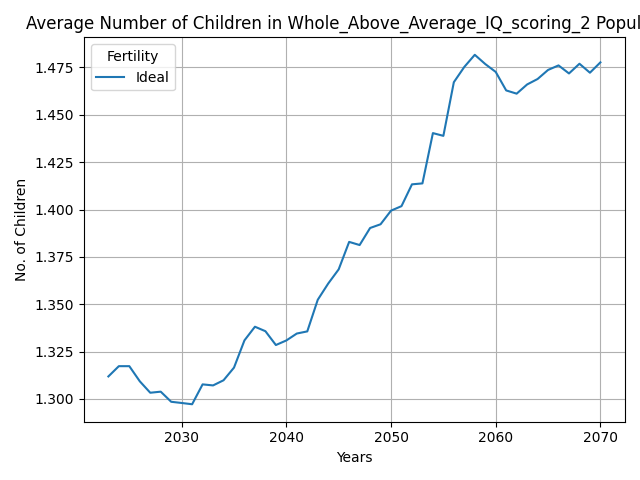 Average Number of Children in Whole_Above_Average_IQ_scoring_2 Popul
Fertility
Ideal
1.475
1.450
1.425
1.400
1.375
1.350
1.325
1.300
No. of Children
2030 2040 2050 2060 2070
Years